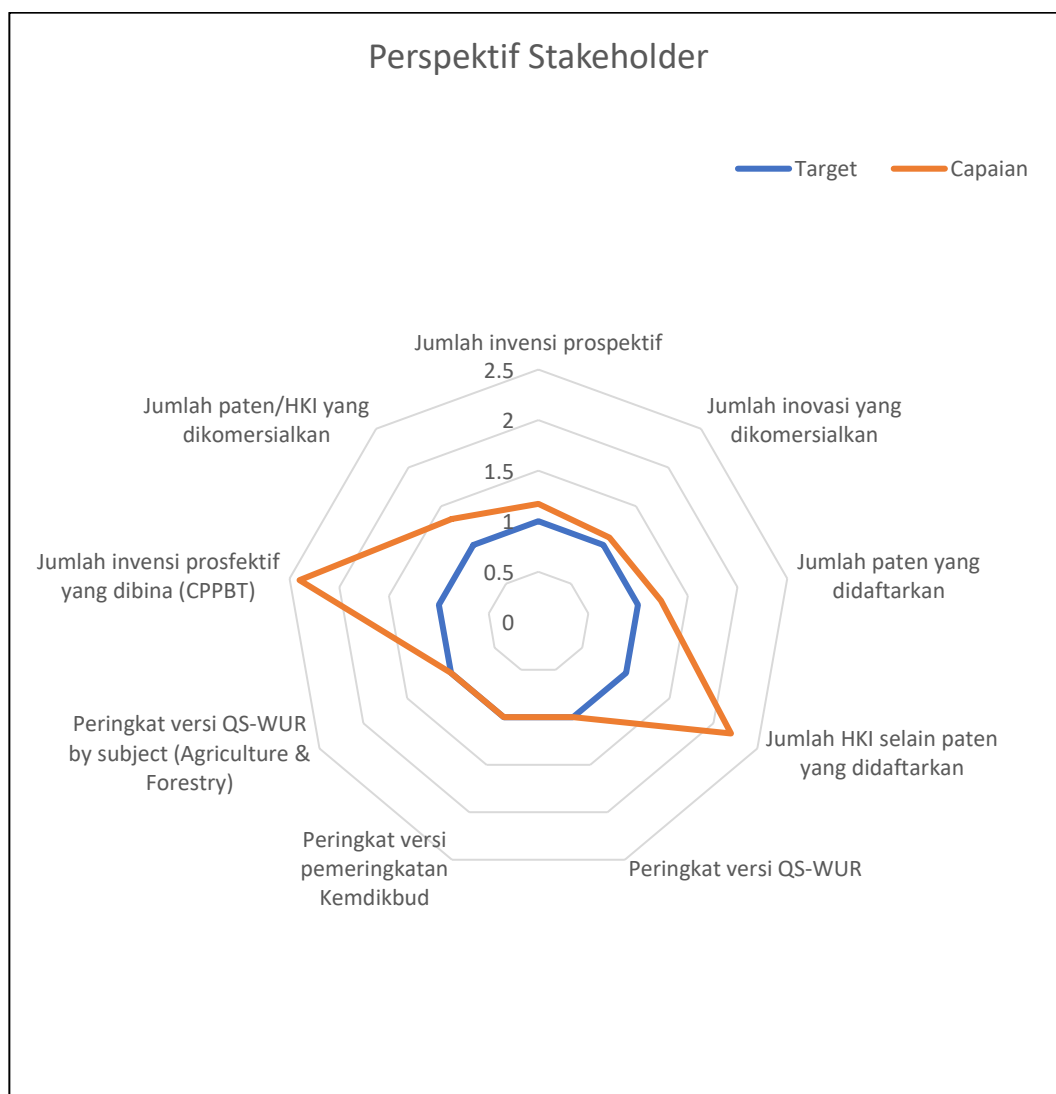 Perspektif Stakeholder
Target
Capaian
Jumlah invensi prospektif
2.5
2
1.5
1
0.5
0
Jumlah inovasi yang
dikomersialkan
Jumlah paten yang
didaftarkan
Jumlah HKI selain paten
yang didaftarkan
Peringkat versi QS-WUR
Peringkat versi
pemeringkatan
Kemdikbud
Peringkat versi QS-WUR
by subject (Agriculture &
Forestry)
Jumlah invensi prosfektif
yang dibina (CPPBT)
Jumlah paten/HKI yang
dikomersialkan